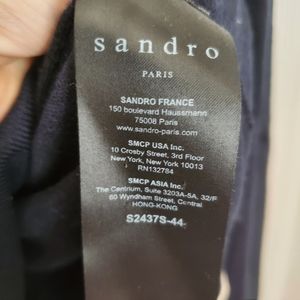 sandro
PARIS
SANDRO FRANCE
150 boulevard Haussmann
75008 Paris
www.sandro-paris.com
SMCP USA Inc.
10 Crosby Street, 3rd Floor
New York, New York 10013
RN132784
SMCP ASIA Inc.
The Centrium, Suite 3203A-5A, 32/F
60 Wyndham Street, Central
HONG-KONG
S2437S-44